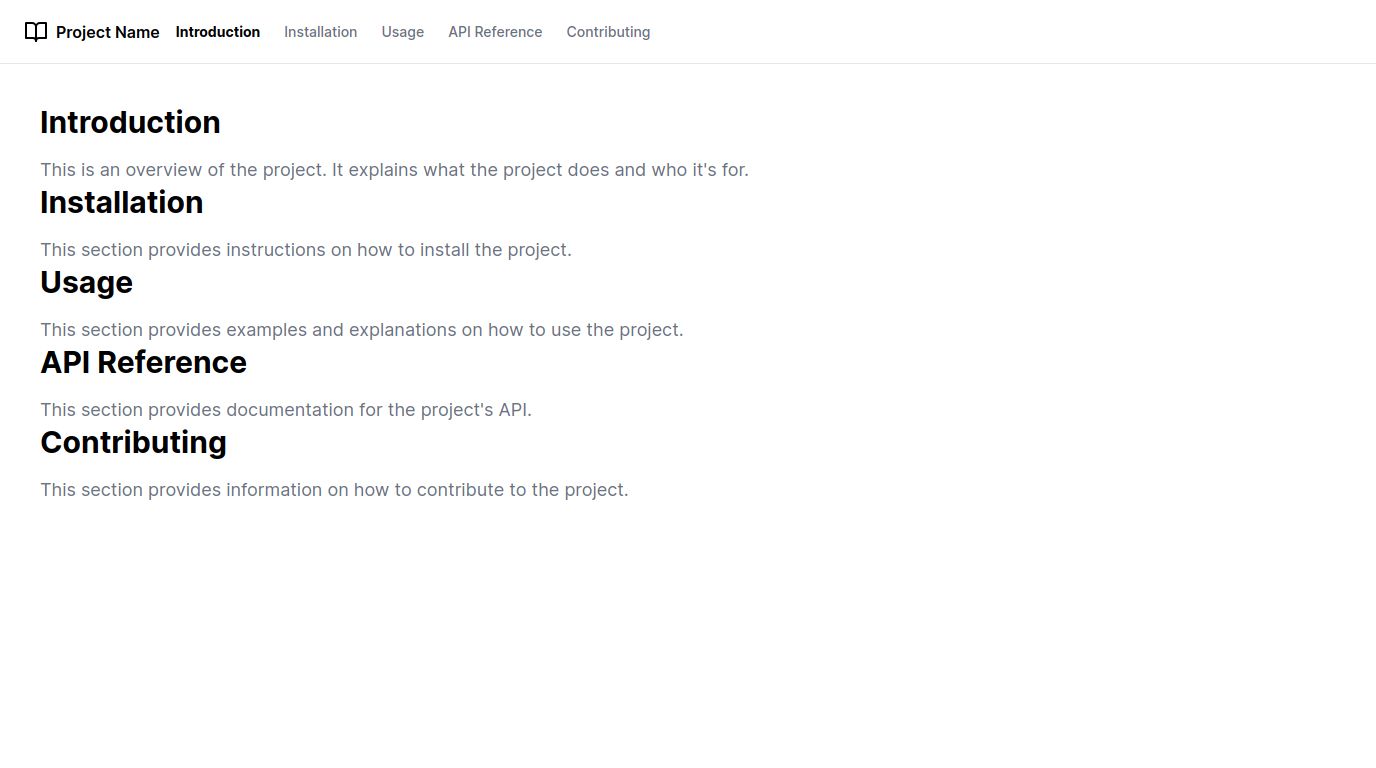 Project Name Introduction Installation Usage API Reference Contributing
Introduction
This is an overview of the project. It explains what the project does and who it's for.
Installation
This section provides instructions on how to install the project.
Usage
This section provides examples and explanations on how to use the project.
API Reference
This section provides documentation for the project's API.
Contributing
This section provides information on how to contribute to the project.